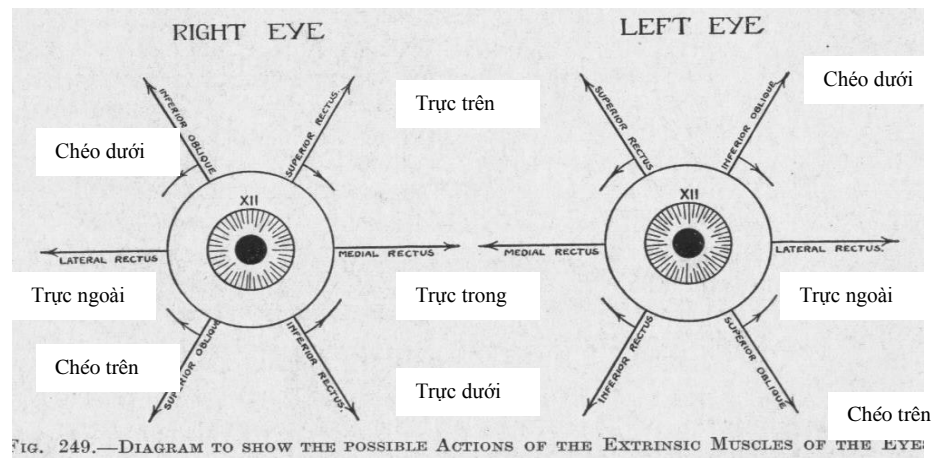 RIGHT EYE
LEFT EYE
INFERIOR OBLIQUE
SUPERIOR RECTUS.
Trực trên
SUPERIOR RECTUS
INFERIOR OBLIQUE
Chéo dưới
Chéo dưới
XII
XII
LATERAL RECTUS
MEDIAL RECTUS
MEDIAL RECTUS
LATERAL RECTUS.
Trực ngoài
Trực trong
Trực ngoài
SUPERIOR OBLIQUE
INFERIOR RECTUS.
INFERIOR RECTUS
SUPERIOR OBLIQUE
Chéo trên
Trực dưới
Chéo trên
FIG. 249.—DIAGRAM TO SHOW THE POSSIBLE ACTIONS OF THE EXTRINSIC MUSCLES OF THE EYE